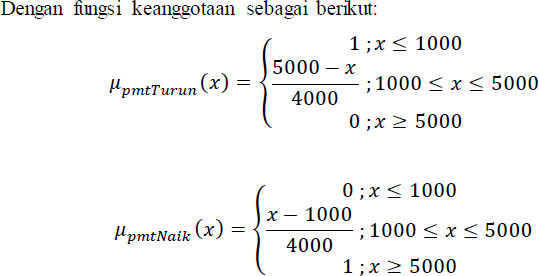 Dengan fungsi keanggotaan sebagai berikut:
1 ; x ≤ 1000
μpmtTurun(x) = { (5000 − x)/4000 ; 1000 ≤ x ≤ 5000
0 ; x ≥ 5000
0 ; x ≤ 1000
μpmtNaik(x) = { (x − 1000)/4000 ; 1000 ≤ x ≤ 5000
1 ; x ≥ 5000